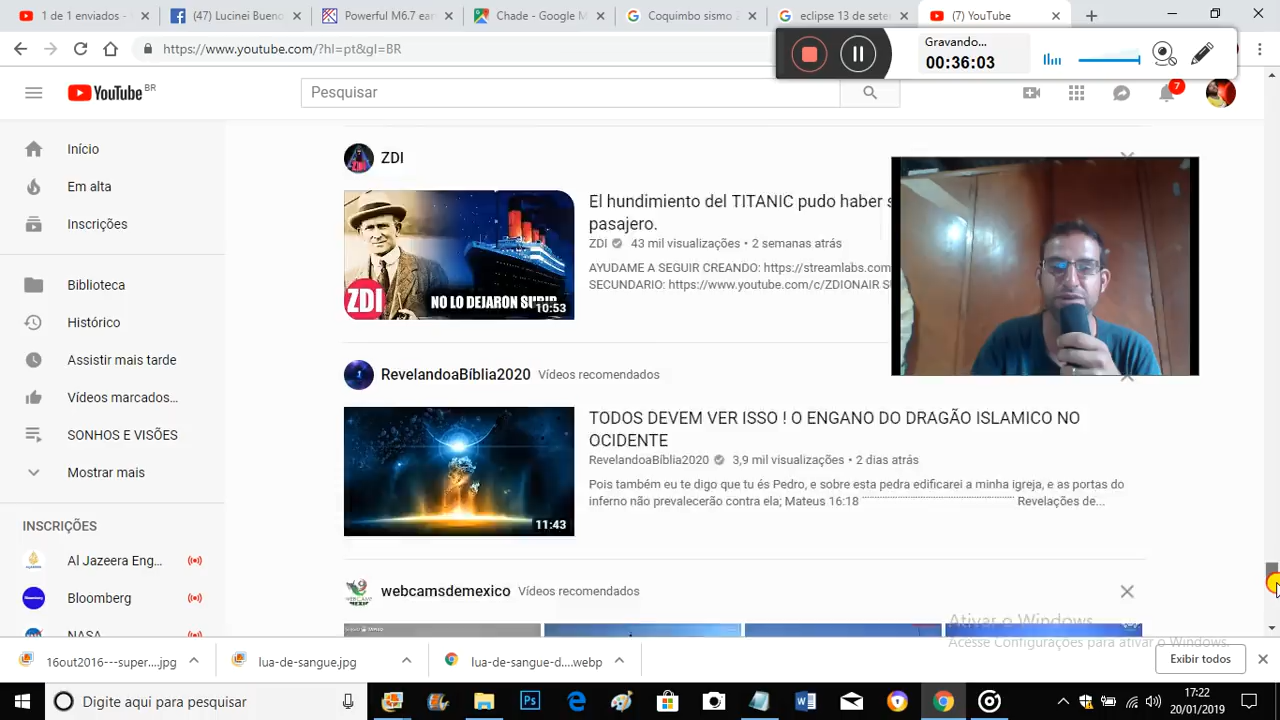 1 de 1 enviados - Y
(47) Lucinei Bueno
Powerful M6.7 ear
Chade - Google M
Coquimbo sismo
eclipse 13 de sete
(7) YouTube
https://www.youtube.com/?hl=pt&gl=BR
Gravando...
00:36:03
YouTube BR
Pesquisar
7
Início
Em alta
Inscrições
Biblioteca
Histórico
Assistir mais tarde
Vídeos marcados...
SONHOS E VISÕES
Mostrar mais
INSCRIÇÕES
Al Jazeera Eng...
Bloomberg
NASA
ZDI
ZDI
NO LO DEJARON SUBIR
10:53
El hundimiento del TITANIC pudo haber s
pasajero.
ZDI 43 mil visualizações • 2 semanas atrás
AYUDAME A SEGUIR CREANDO: https://streamlabs.com
SECUNDARIO: https://www.youtube.com/c/ZDIONAIR SU
RevelandoaBíblia2020 Vídeos recomendados
11:43
TODOS DEVEM VER ISSO ! O ENGANO DO DRAGÃO ISLAMICO NO
OCIDENTE
RevelandoaBíblia2020 3,9 mil visualizações • 2 dias atrás
Pois também eu te digo que tu és Pedro, e sobre esta pedra edificarei a minha igreja, e as portas do
inferno não prevalecerão contra ela; Mateus 16:18 Revelações de...
webcamsdemexico Vídeos recomendados
Ativar o Windows
Acesse Configurações para ativar o Windows.
16out2016---super....jpg
lua-de-sangue.jpg
lua-de-sangue-d....webp
Exibir todos
Digite aqui para pesquisar
17:22
20/01/2019